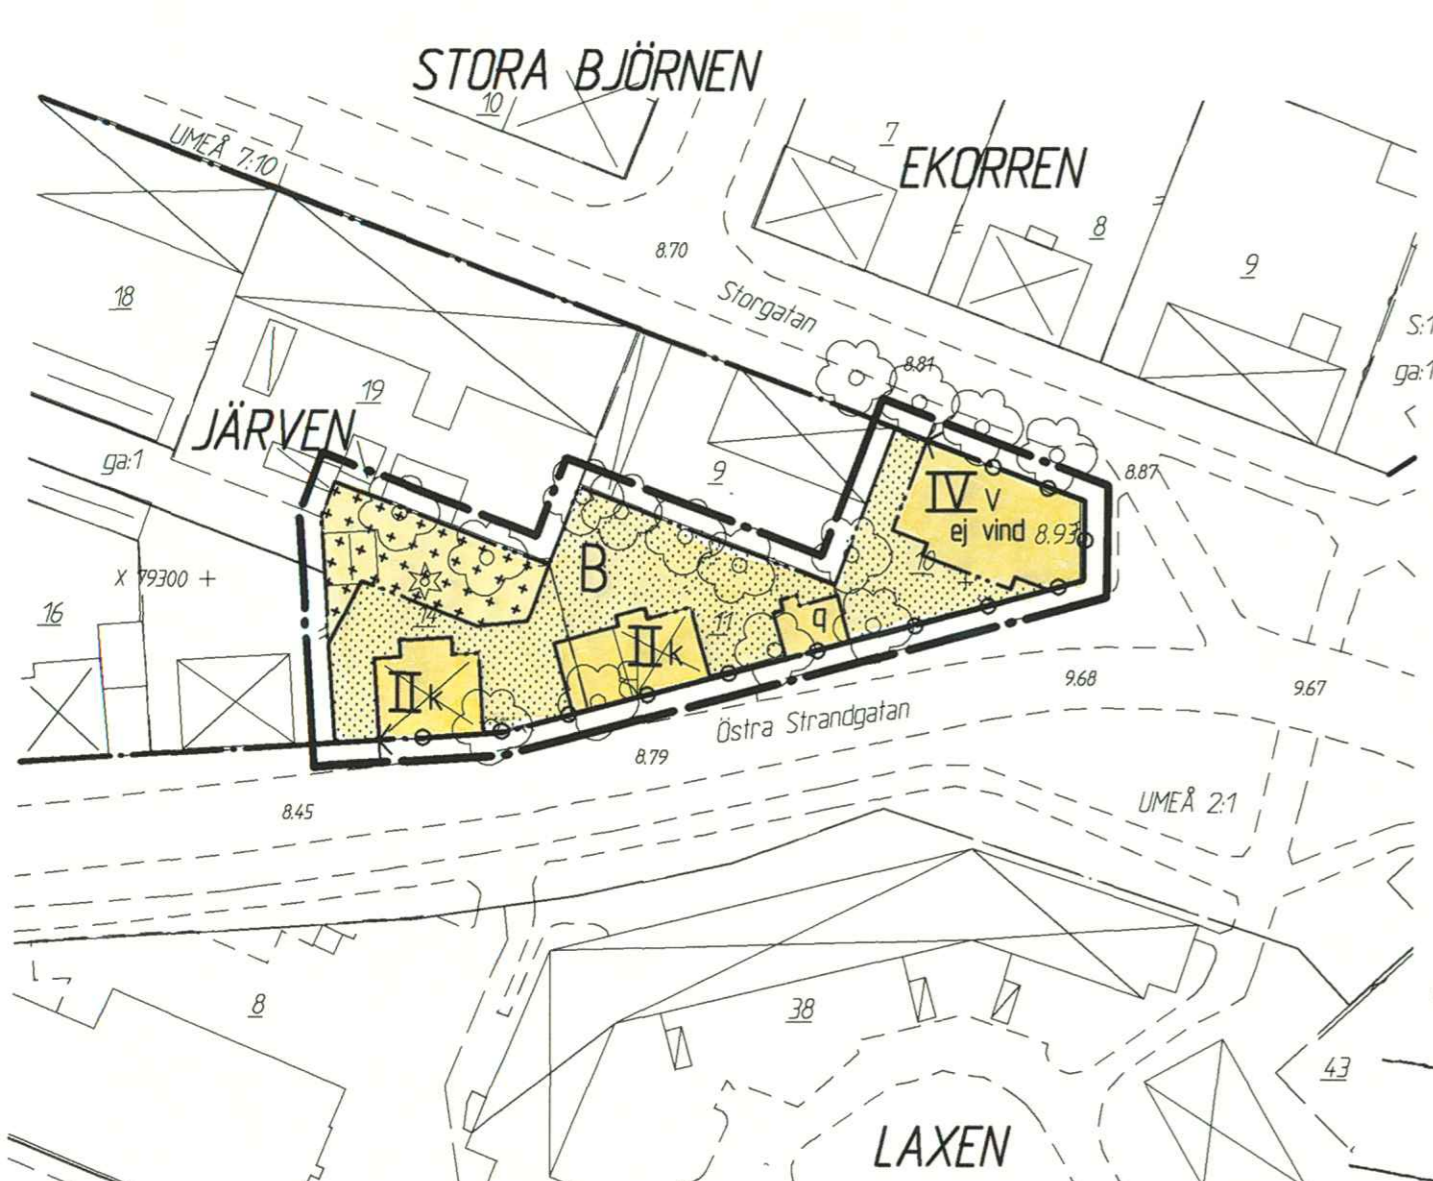 STORA BJÖRNEN
10
UMEÅ 7:10
7
EKORREN
8
9
8.70
18
Storgatan
S:1
8.81
ga:1
19
JÄRVEN
ga:1
9
8.87
IV v
ej vind 8.93
10
B
X 79300 +
8
16
14
11
q
II k
II k
9.68
9.67
Östra Strandgatan
8.79
8.45
UMEÅ 2:1
8
38
43
LAXEN